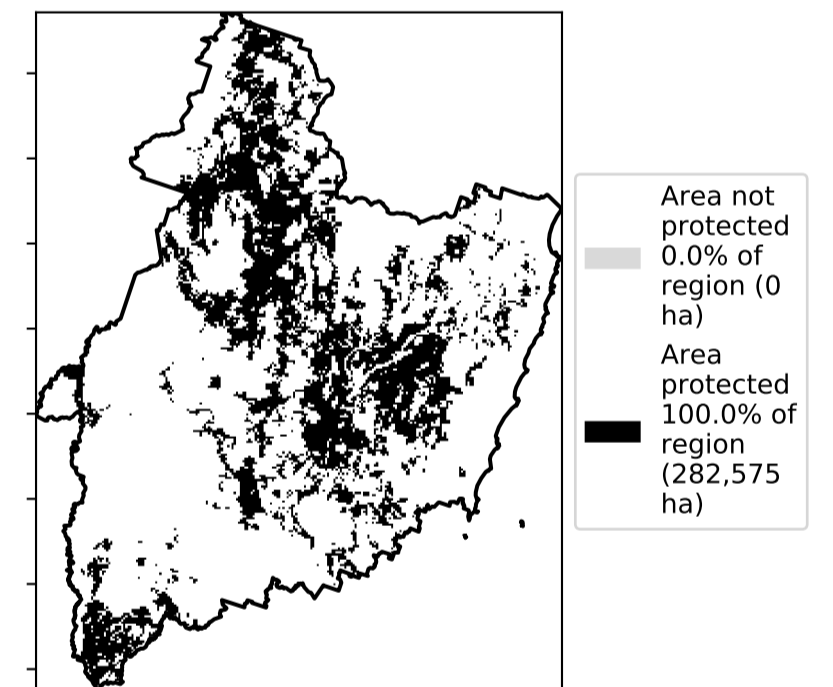 Area not
protected
0.0% of
region (0
ha)
Area
protected
100.0% of
region
(282,575
ha)